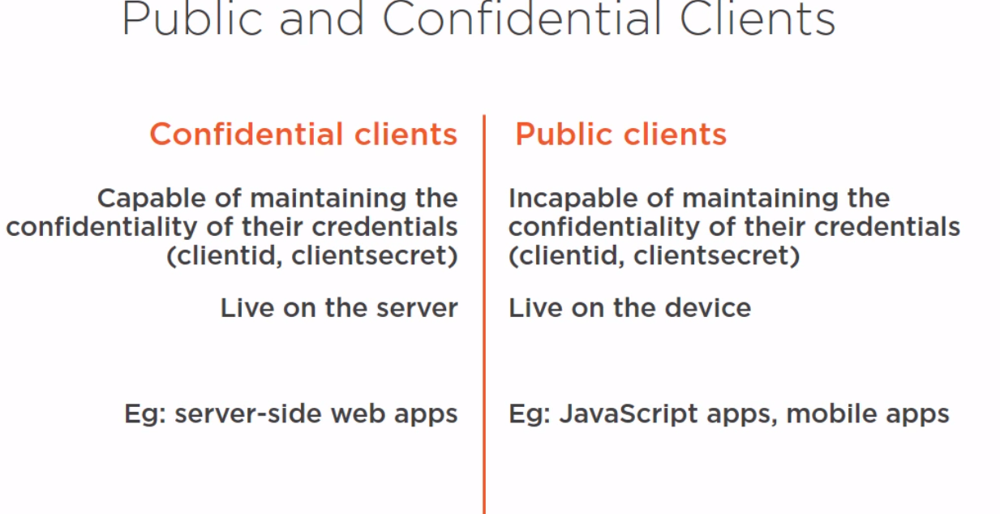 Public and Confidential Clients
Confidential clients
Capable of maintaining the
confidentiality of their credentials
(clientid, clientsecret)
Live on the server
Eg: server-side web apps
Public clients
Incapable of maintaining the
confidentiality of their credentials
(clientid, clientsecret)
Live on the device
Eg: JavaScript apps, mobile apps